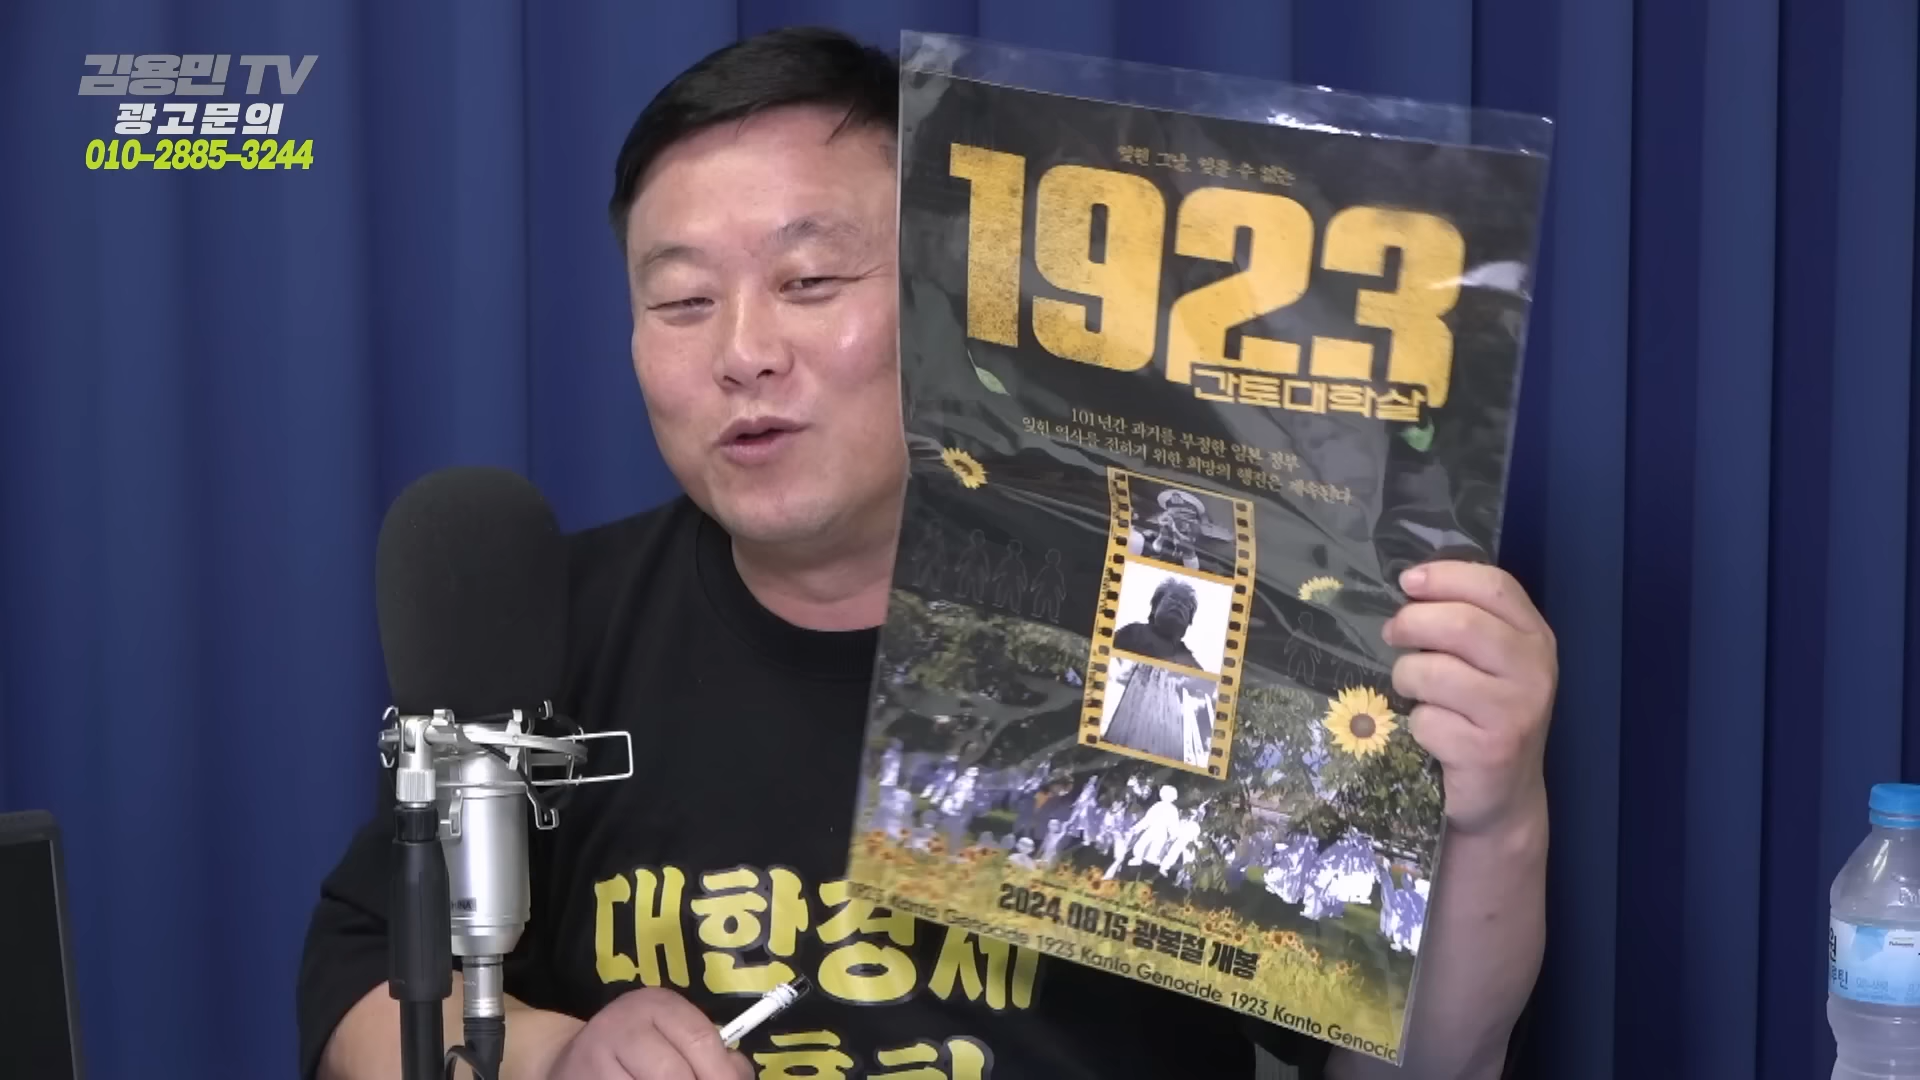 김용민 TV
광고문의
010-2885-3244
잊힌 그날, 잊을 수 없는
1923
간토대학살
101년간 과거를 부정한 일본 정부
잊힌 역사를 전하기 위한 희망의 행진은 계속된다
2024.08.15 광복절 개봉
1923 Kanto Genocide 1923 Kanto Genocide 1923 Kanto Genocid
대한경제